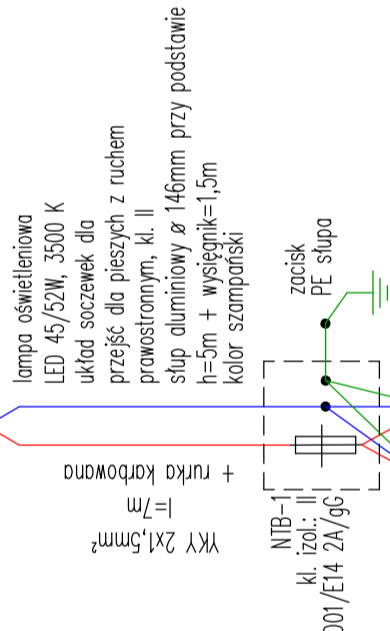 lampa oświetleniowa
LED 45/52W, 3500 K
układ soczewek dla
przejść dla pieszych z ruchem
prawostronnym, kl. II
słup aluminiowy ø 146mm przy podstawie
h=5m + wysięgnik=1,5m
kolor szampański
YKY 2x1,5mm²
l=7m
+ rurka karbowana
zacisk
PE słupa
NTB-1
kl. izol.: II
D01/E14 2A/gG